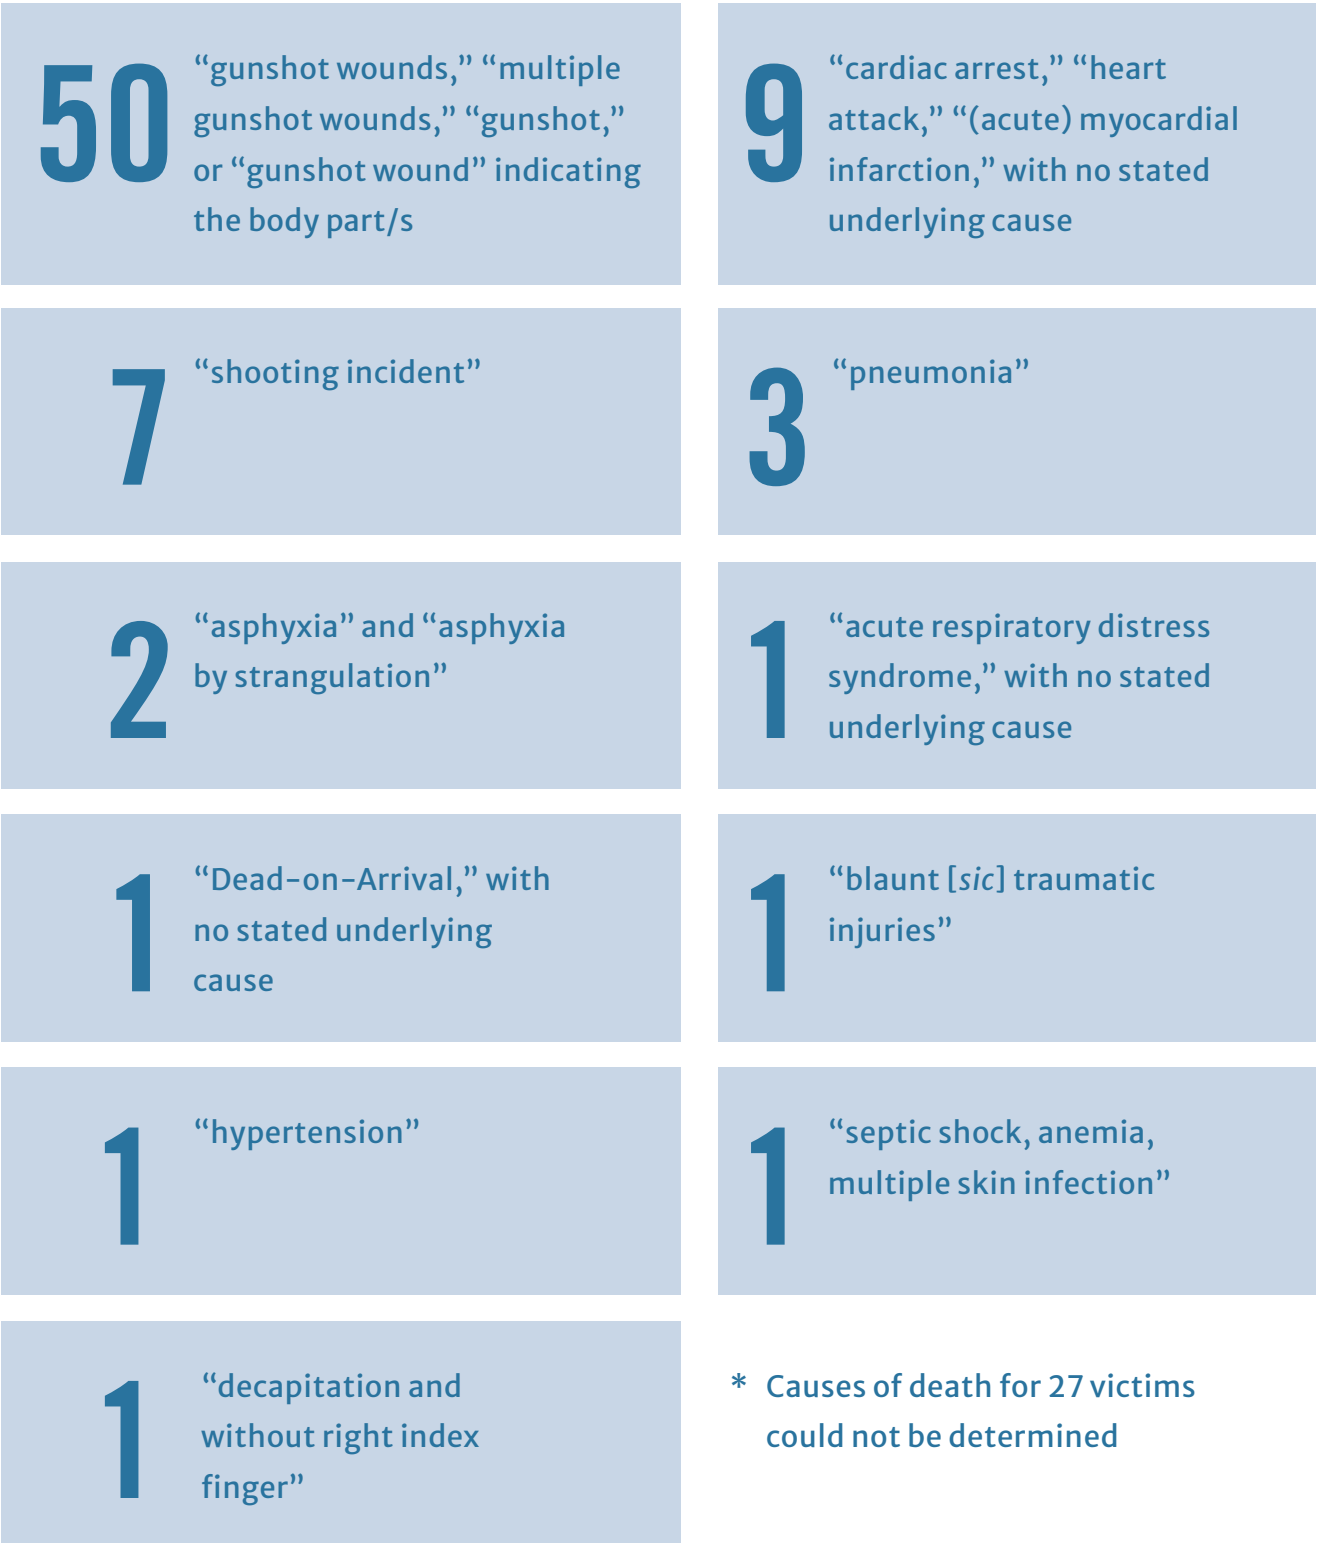 50
“gunshot wounds,” “multiple
gunshot wounds,” “gunshot,”
or “gunshot wound” indicating
the body part/s
9
“cardiac arrest,” “heart
attack,” “(acute) myocardial
infarction,” with no stated
underlying cause
7
“shooting incident”
3
“pneumonia”
2
“asphyxia” and “asphyxia
by strangulation”
1
“acute respiratory distress
syndrome,” with no stated
underlying cause
1
“Dead-on-Arrival,” with
no stated underlying
cause
1
“blaunt [sic] traumatic
injuries”
1
“hypertension”
1
“septic shock, anemia,
multiple skin infection”
1
“decapitation and
without right index
finger”
* Causes of death for 27 victims
could not be determined